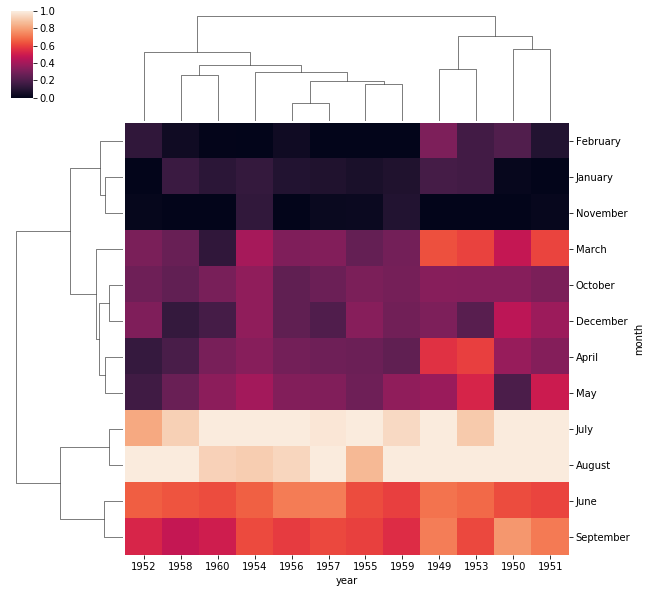 1.0
0.8
0.6
0.4
0.2
0.0
February
January
November
March
October
December
April
May
July
August
June
September
month
1952 1958 1960 1954 1956 1957 1955 1959 1949 1953 1950 1951
year